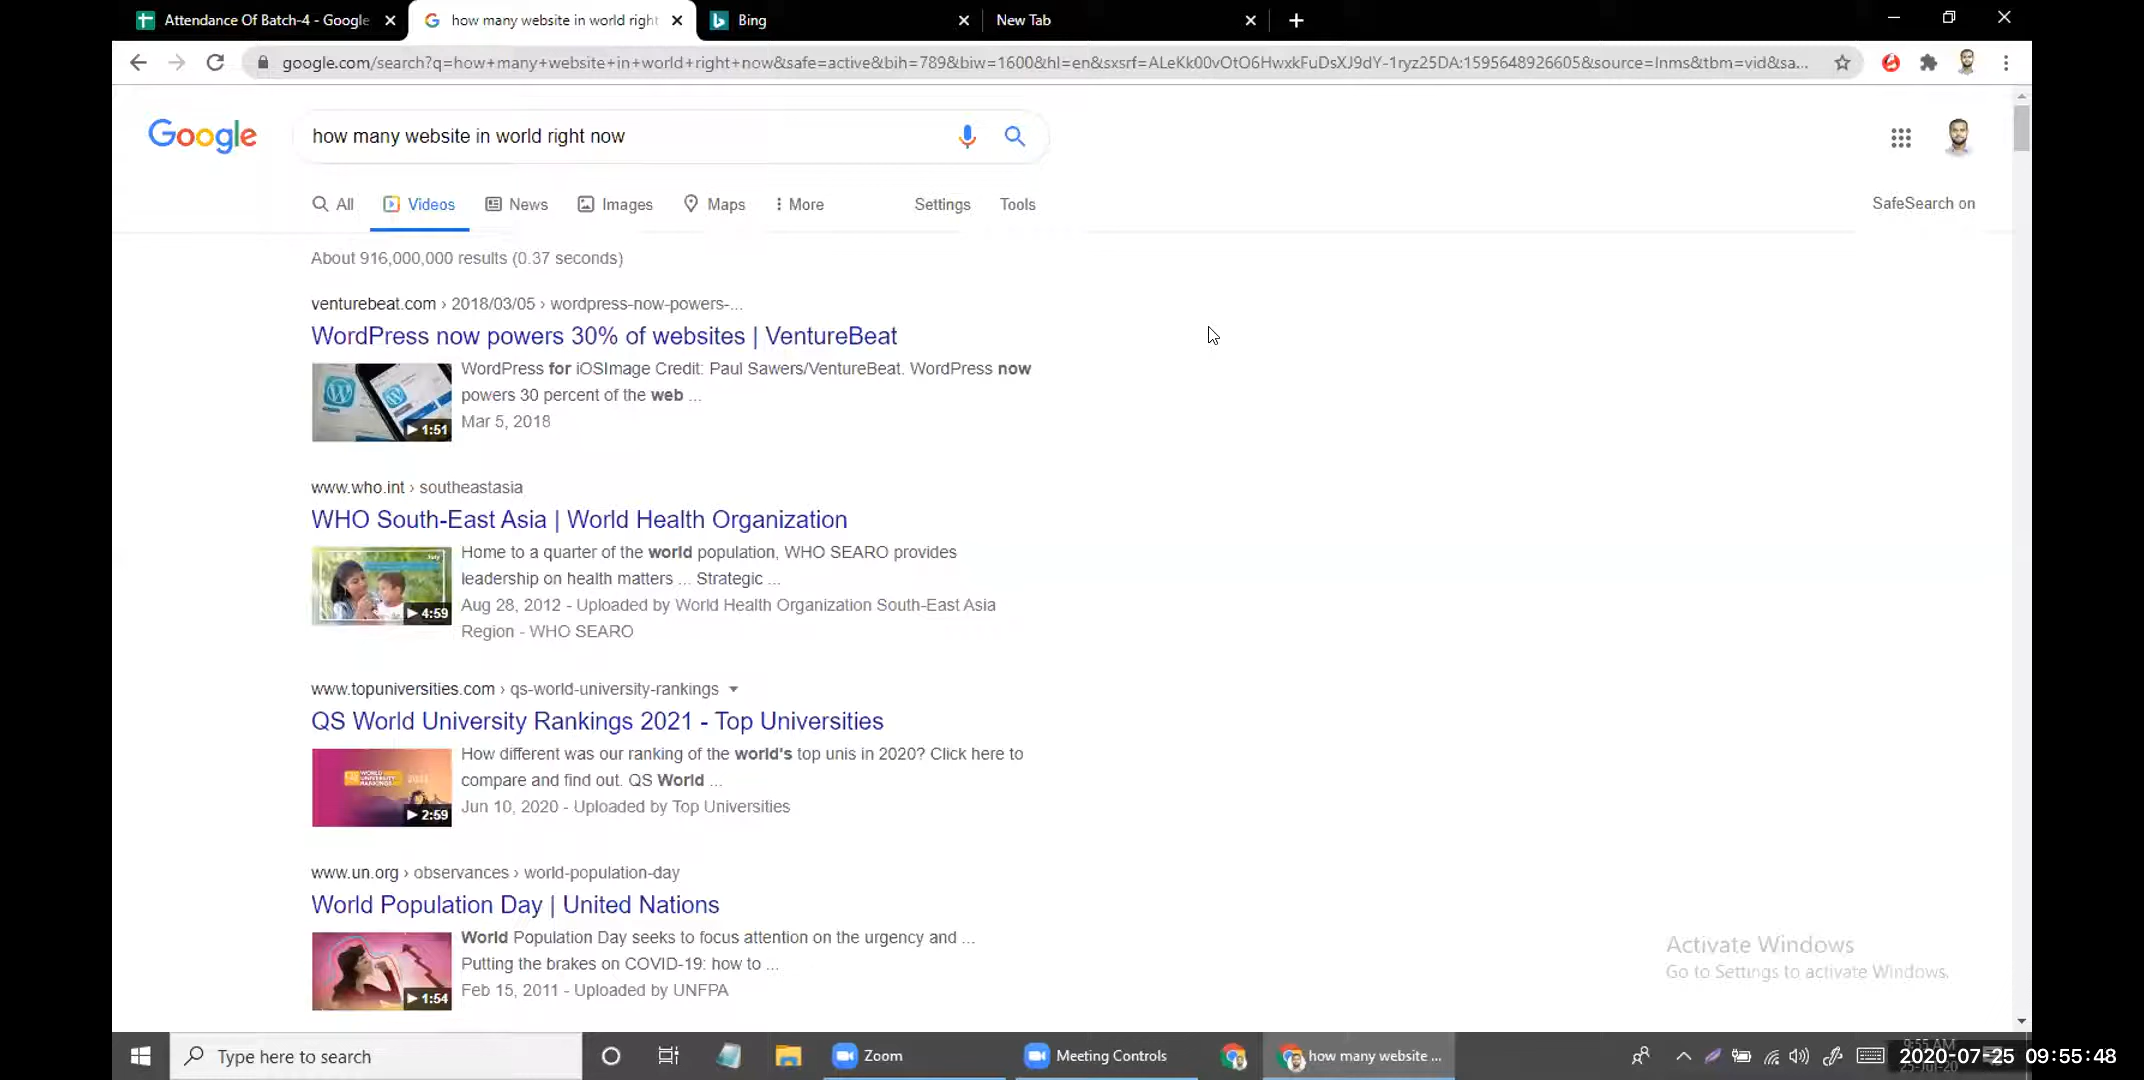 Attendance Of Batch-4 - Google
how many website in world right
Bing
New Tab
google.com/search?q=how+many+website+in+world+right+now&safe=active&bih=789&biw=1600&hl=en&sxsrf=ALeKk00vOtO6HwxkFuDsXJ9dY-1ryz25DA:1595648926605&source=lnms&tbm=vid&sa...
Google
how many website in world right now
All
Videos
News
Images
Maps
More
Settings
Tools
SafeSearch on
About 916,000,000 results (0.37 seconds)
venturebeat.com › 2018/03/05 › wordpress-now-powers-...
WordPress now powers 30% of websites | VentureBeat
WordPress for iOSImage Credit: Paul Sawers/VentureBeat. WordPress now
powers 30 percent of the web ...
Mar 5, 2018
1:51
www.who.int › southeastasia
WHO South-East Asia | World Health Organization
Home to a quarter of the world population, WHO SEARO provides
leadership on health matters ... Strategic ...
Aug 28, 2012 - Uploaded by World Health Organization South-East Asia
Region - WHO SEARO
4:59
www.topuniversities.com › qs-world-university-rankings
QS World University Rankings 2021 - Top Universities
How different was our ranking of the world's top unis in 2020? Click here to
compare and find out. QS World ...
Jun 10, 2020 - Uploaded by Top Universities
WORLD
UNIVERSITY
RANKINGS
2:59
www.un.org › observances › world-population-day
World Population Day | United Nations
World Population Day seeks to focus attention on the urgency and ...
Putting the brakes on COVID-19: how to ...
Feb 15, 2011 - Uploaded by UNFPA
1:54
Activate Windows
Go to Settings to activate Windows.
Type here to search
Zoom
Meeting Controls
how many website ...
9:55 AM
25-Jul-20
2020-07-25 09:55:48